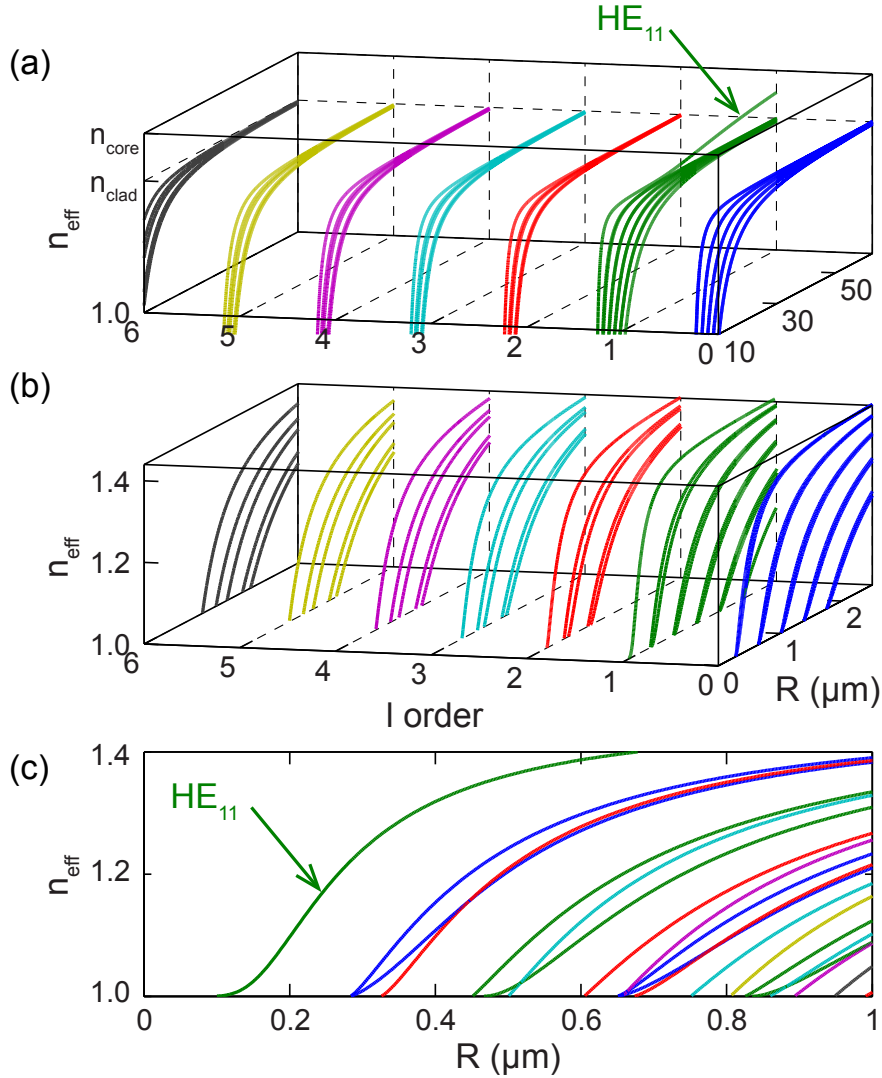 HE11
(a)
ncore
nclad
neff
1.0
6 5 4 3 2 1 0
10 30 50
(b)
1.4
1.2
1.0
neff
6 5 4 3 2 1 0
0 1 2
R (µm)
l order
(c)
1.4
1.2
1.0
neff
HE11
0 0.2 0.4 0.6 0.8 1
R (µm)